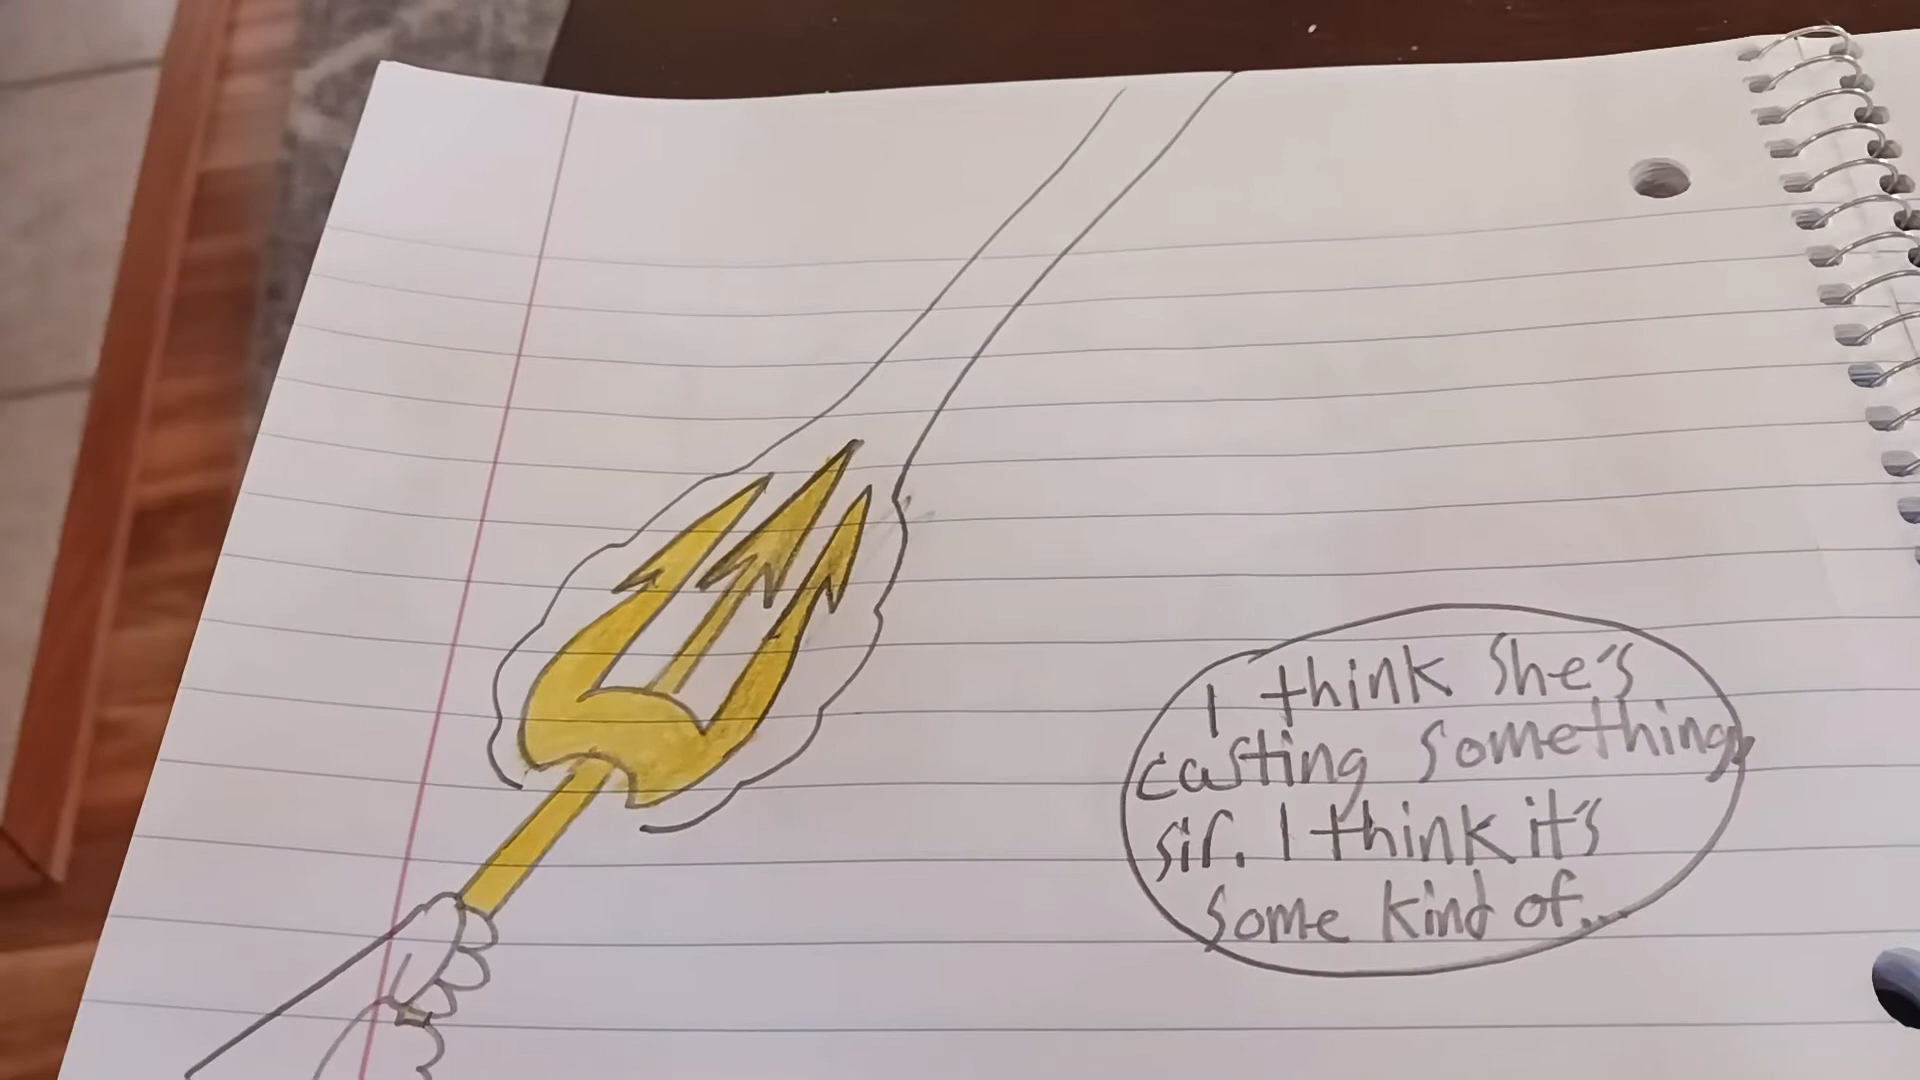 I think she's
casting something,
sir. I think it's
some kind of...